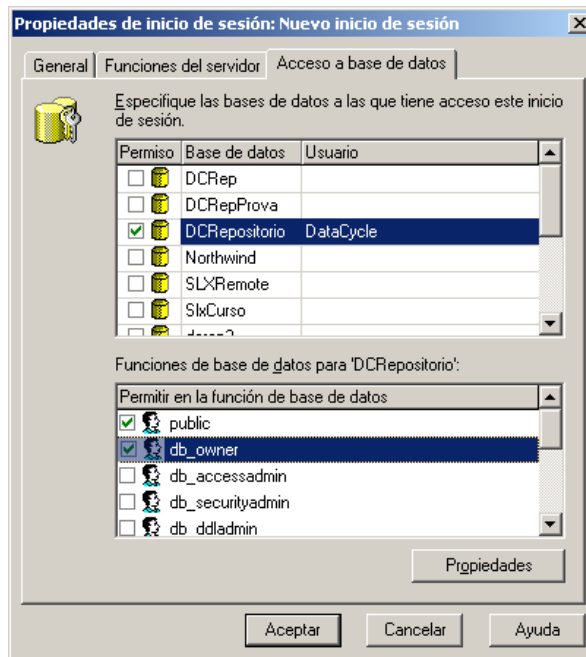 Propiedades de inicio de sesión: Nuevo inicio de sesión
General Funciones del servidor Acceso a base de datos
Especifique las bases de datos a las que tiene acceso este inicio
de sesión.
Permiso Base de datos Usuario
DCRep
DCRepProva
DCRepositorio DataCycle
Northwind
SLXRemote
SlxCurso
Funciones de base de datos para 'DCRepositorio':
Permitir en la función de base de datos
public
db_owner
db_accessadmin
db_securityadmin
db_ddladmin
Propiedades
Aceptar Cancelar Ayuda